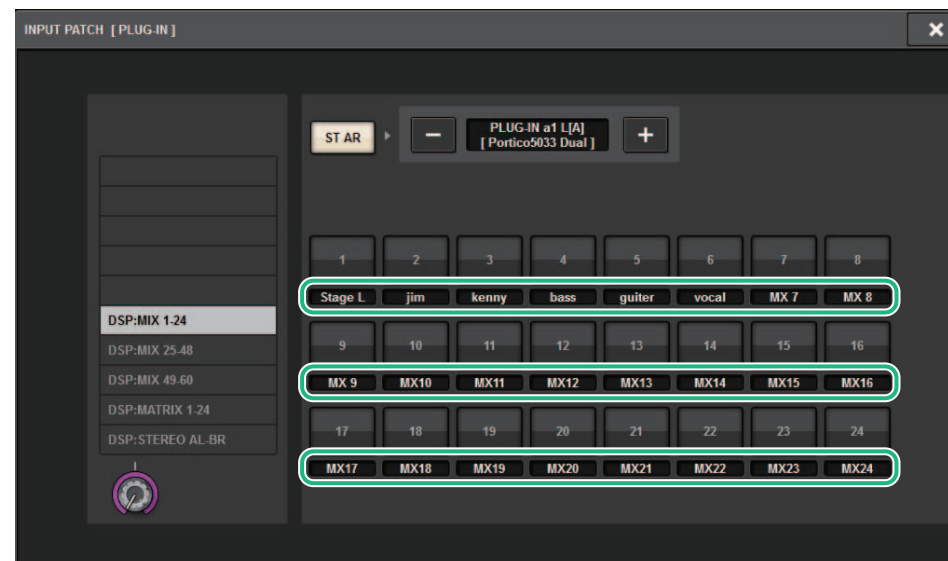 INPUT PATCH [ PLUG-IN ]
ST AR
PLUG-IN a1 L[A]
[ Portico5033 Dual ]
DSP:MIX 1-24
DSP:MIX 25-48
DSP:MIX 49-60
DSP:MATRIX 1-24
DSP:STEREO AL-BR
1 2 3 4 5 6 7 8
Stage L jim kenny bass guiter vocal MX 7 MX 8
9 10 11 12 13 14 15 16
MX 9 MX10 MX11 MX12 MX13 MX14 MX15 MX16
17 18 19 20 21 22 23 24
MX17 MX18 MX19 MX20 MX21 MX22 MX23 MX24